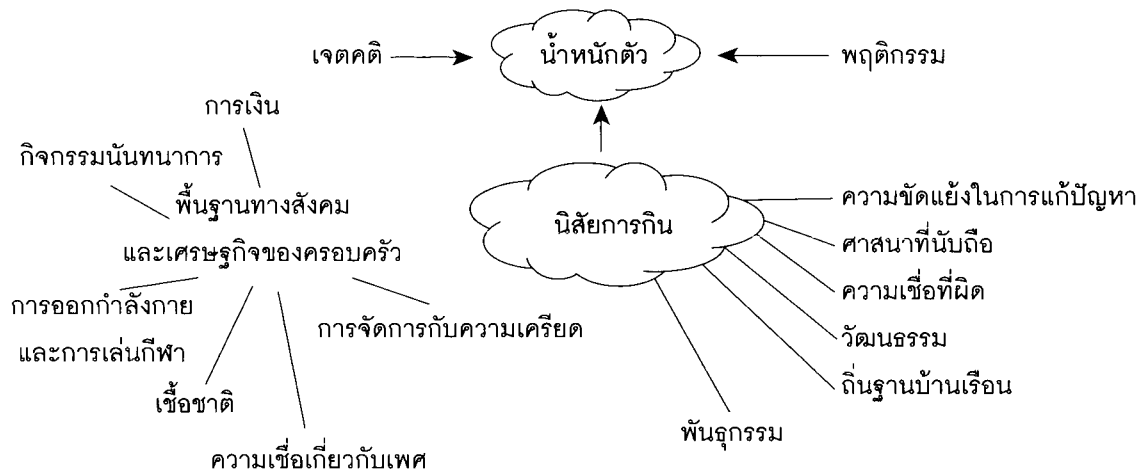 เจตคติ
น้ำหนักตัว
พฤติกรรม
การเงิน
กิจกรรมนันทนาการ
พื้นฐานทางสังคม
และเศรษฐกิจของครอบครัว
การออกกำลังกาย
และการเล่นกีฬา
เชื้อชาติ
ความเชื่อเกี่ยวกับเพศ
การจัดการกับความเครียด
นิสัยการกิน
ความขัดแย้งในการแก้ปัญหา
ศาสนาที่นับถือ
ความเชื่อที่ผิด
วัฒนธรรม
ถิ่นฐานบ้านเรือน
พันธุกรรม